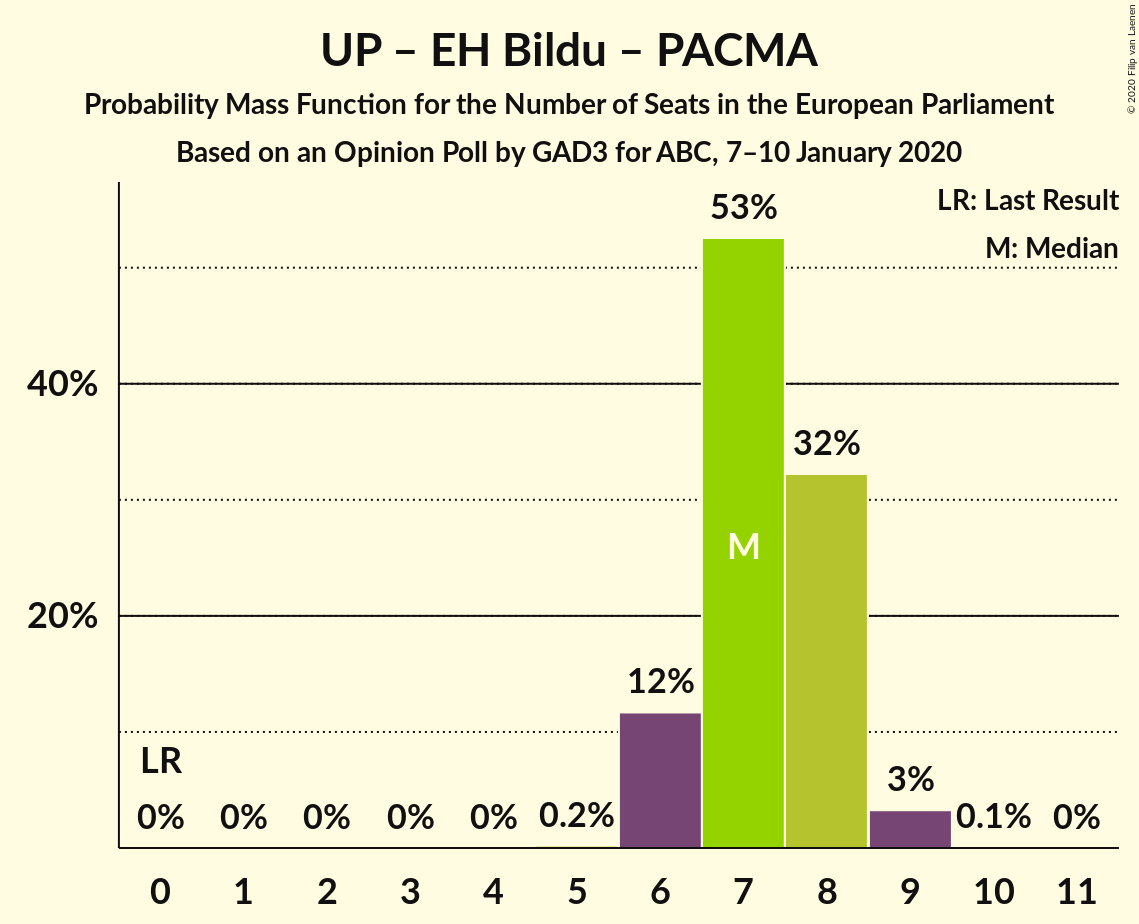 UP – EH Bildu – PACMA
Probability Mass Function for the Number of Seats in the European Parliament
Based on an Opinion Poll by GAD3 for ABC, 7–10 January 2020
© 2020 Filip van Laenen
LR: Last Result
M: Median
53%
40%
32%
M
20%
12%
LR
3%
0% 0% 0% 0% 0% 0.2% 0.1% 0%
0 1 2 3 4 5 6 7 8 9 10 11